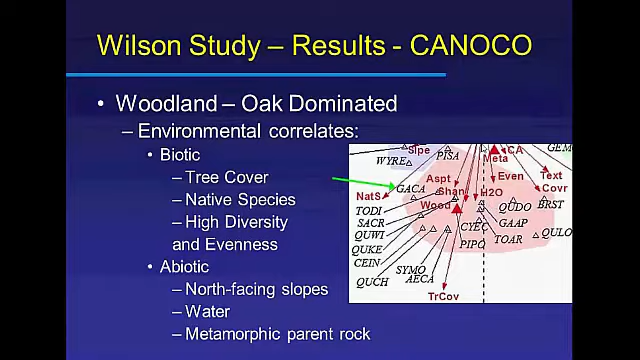 Wilson Study – Results - CANOCO
• Woodland – Oak Dominated
– Environmental correlates:
• Biotic
– Tree Cover
– Native Species
– High Diversity
and Evenness
• Abiotic
– North-facing slopes
– Water
– Metamorphic parent rock
Slpe
PISA
CA
GEM
WYRE
Meta
Aspt
Even
Text
GACA
Shan
H2O
Covr
NatS
Wood
QUDO
BRST
TODI
SACR
CYEC
GAAP
QUWI
TOAR
QULO
QUKE
PIPO
CEIN
SYMO
QUCH
AECA
TrCov